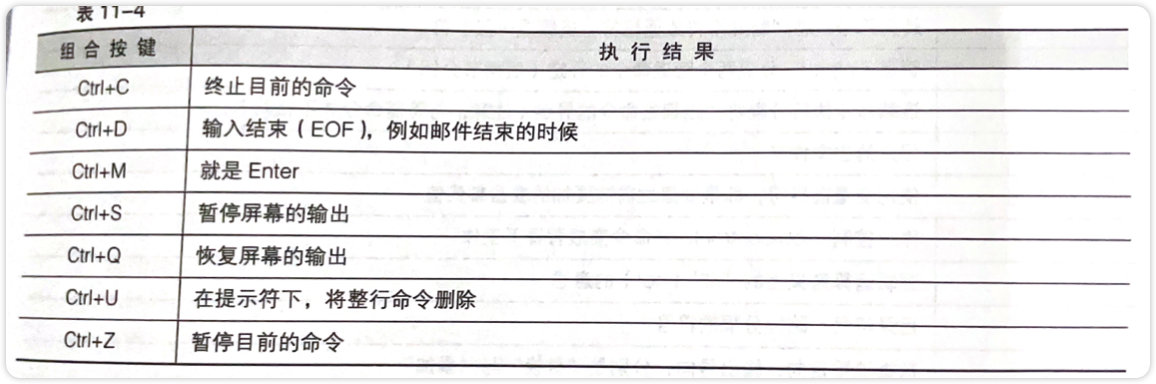 表 11-4
组合按键 执行结果
Ctrl+C 终止目前的命令
Ctrl+D 输入结束（EOF），例如邮件结束的时候
Ctrl+M 就是 Enter
Ctrl+S 暂停屏幕的输出
Ctrl+Q 恢复屏幕的输出
Ctrl+U 在提示符下，将整行命令删除
Ctrl+Z 暂停目前的命令